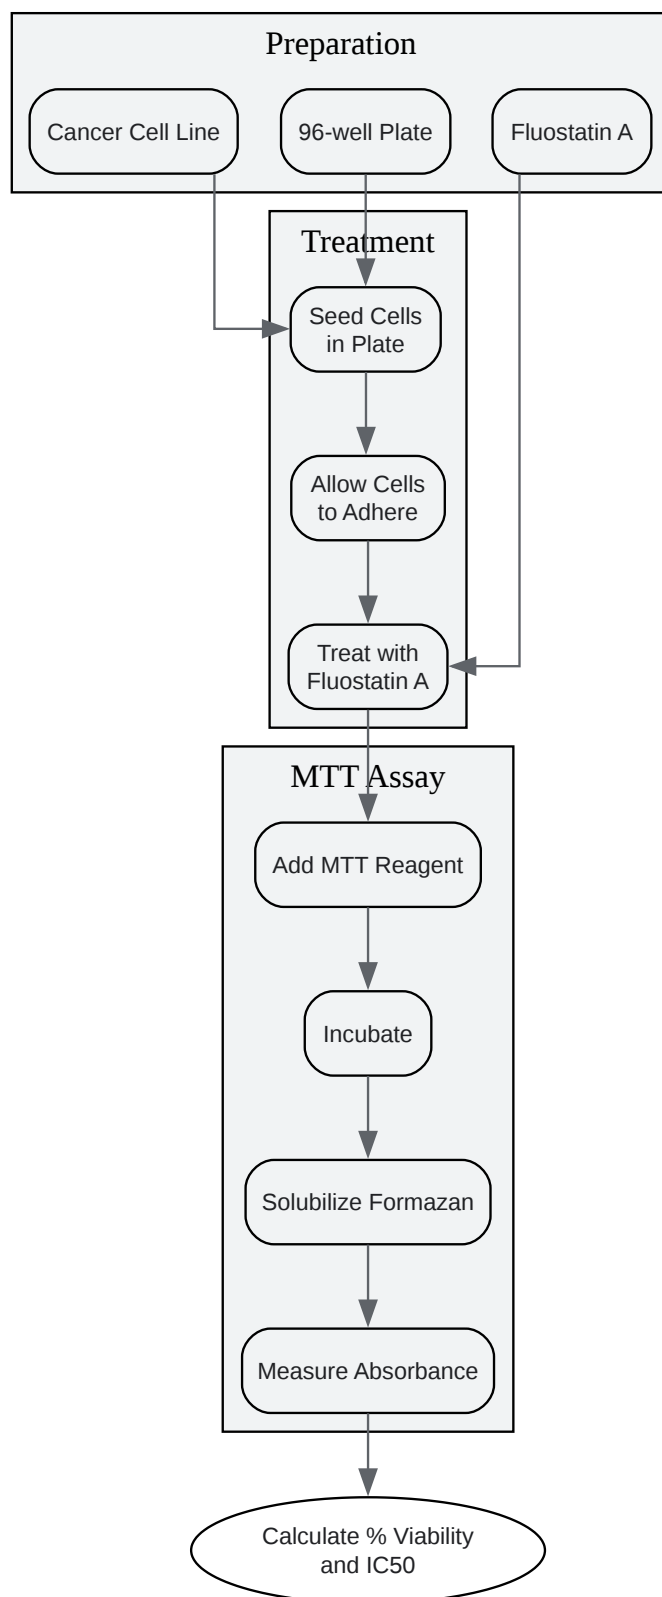 Preparation
Cancer Cell Line
96-well Plate
Fluostatin A
Treatment
Seed Cells
in Plate
Allow Cells
to Adhere
Treat with
Fluostatin A
MTT Assay
Add MTT Reagent
Incubate
Solubilize Formazan
Measure Absorbance
Calculate % Viability
and IC50